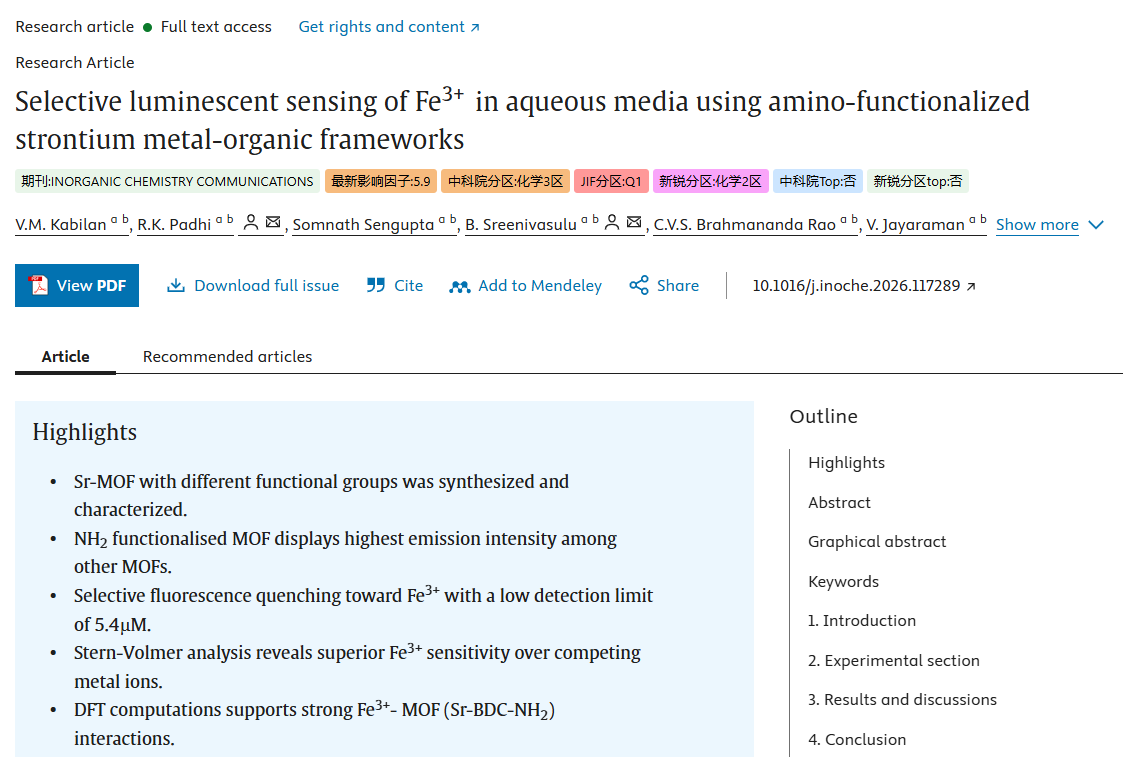 Research article ● Full text access Get rights and content ↗
Research Article
Selective luminescent sensing of Fe3+ in aqueous media using amino-functionalized
strontium metal-organic frameworks
期刊:INORGANIC CHEMISTRY COMMUNICATIONS 最新影响因子:5.9 中科院分区:化学3区 JIF分区:Q1 新锐分区:化学2区 中科院Top:否 新锐分区top:否
V.M. Kabilan a b, R.K. Padhi a b, Somnath Sengupta a b, B. Sreenivasulu a b, C.V.S. Brahmananda Rao a b, V. Jayaraman a b Show more
View PDF Download full issue Cite Add to Mendeley Share 10.1016/j.inoche.2026.117289 ↗
Article Recommended articles
Highlights
• Sr-MOF with different functional groups was synthesized and
characterized.
• NH2 functionalised MOF displays highest emission intensity among
other MOFs.
• Selective fluorescence quenching toward Fe3+ with a low detection limit
of 5.4μM.
• Stern-Volmer analysis reveals superior Fe3+ sensitivity over competing
metal ions.
• DFT computations supports strong Fe3+- MOF (Sr-BDC-NH2)
interactions.
Outline
Highlights
Abstract
Graphical abstract
Keywords
1. Introduction
2. Experimental section
3. Results and discussions
4. Conclusion